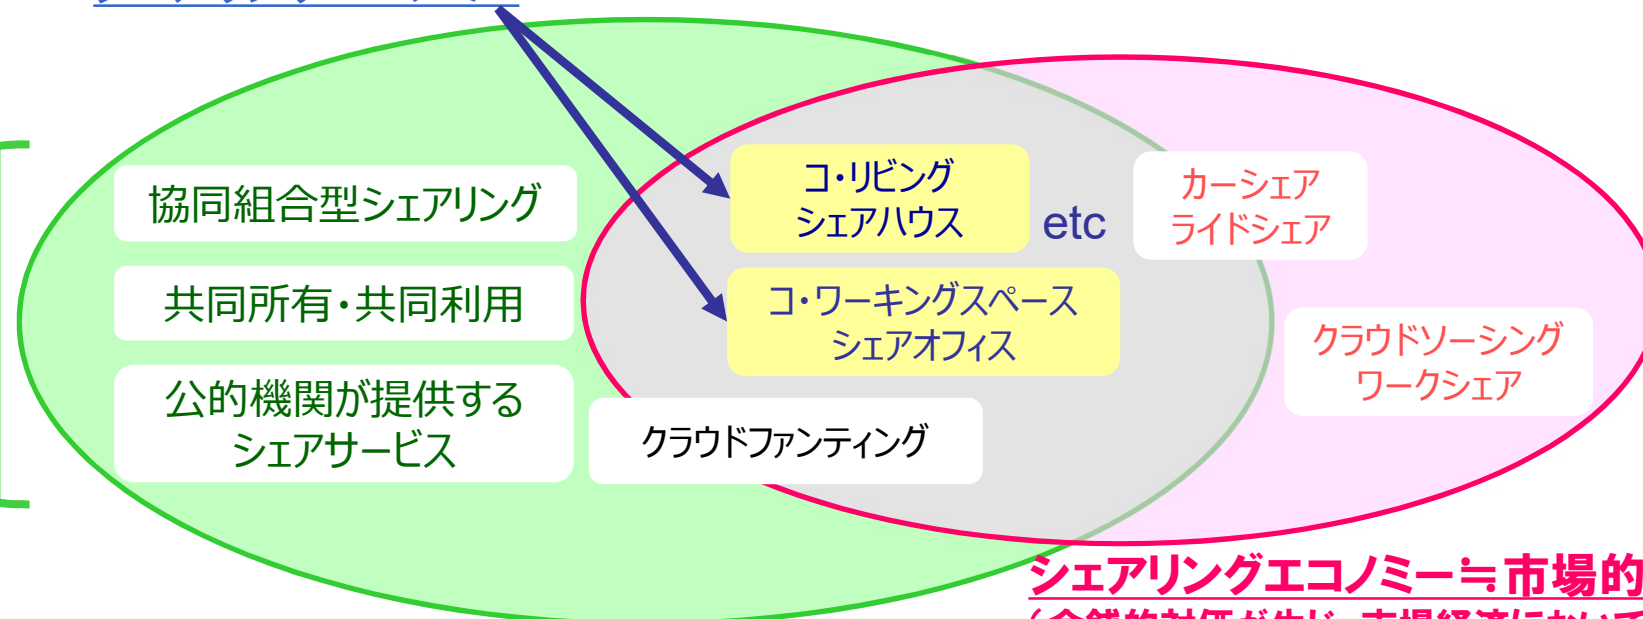 協同組合型シェアリング
共同所有・共同利用
公的機関が提供する
シェアサービス
コ・リビング
シェアハウス
etc
コ・ワーキングスペース
シェアオフィス
クラウドファンティング
カーシェア
ライドシェア
クラウドソーシング
ワークシェア
シェアリングエコノミー≒市場的